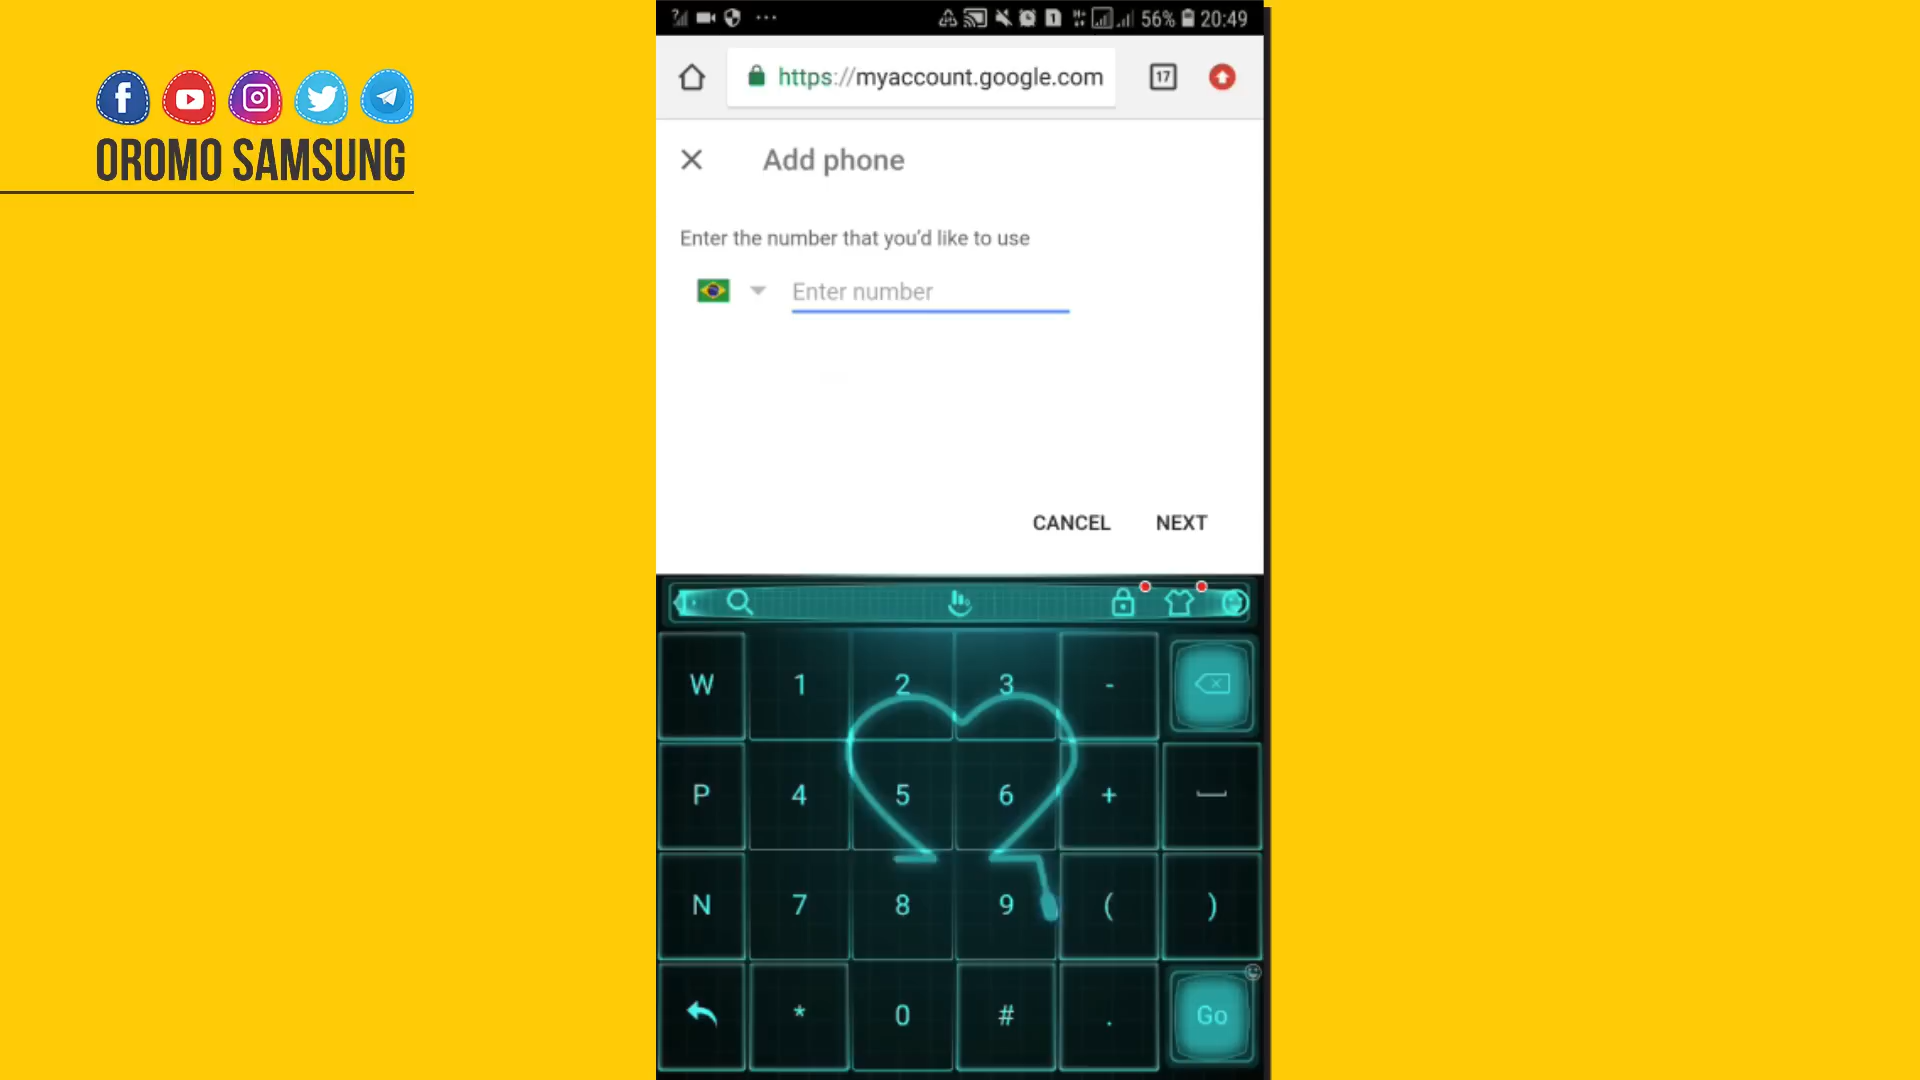 56% 20:49
https://myaccount.google.com
17
OROMO SAMSUNG
Add phone
Enter the number that you'd like to use
Enter number
CANCEL NEXT
W 1 2 3 -
P 4 5 6 +
N 7 8 9 ( )
* 0 # . Go